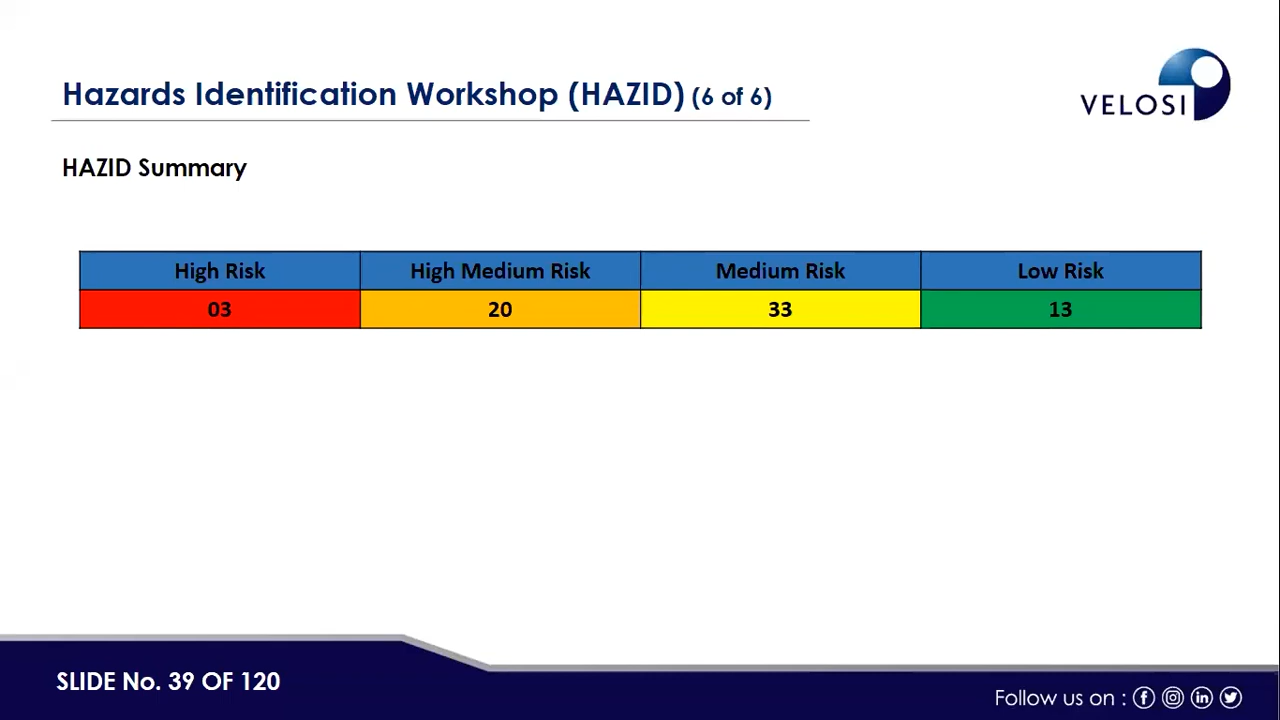 Hazards Identification Workshop (HAZID) (6 of 6)
VELOSI
HAZID Summary
High Risk High Medium Risk Medium Risk Low Risk
03 20 33 13
SLIDE No. 39 OF 120
Follow us on :